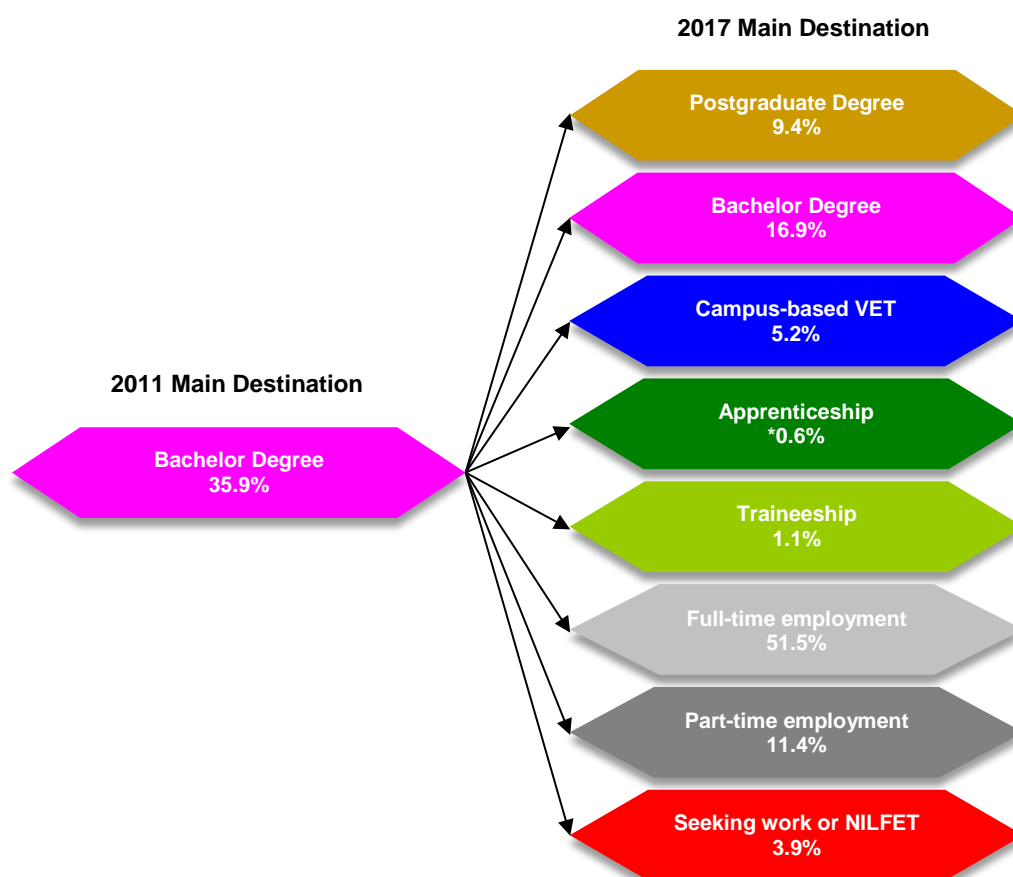 2017 Main Destination
Postgraduate Degree
9.4%
Bachelor Degree
16.9%
Campus-based VET
5.2%
2011 Main Destination
Apprenticeship
*0.6%
Bachelor Degree
35.9%
Traineeship
1.1%
Full-time employment
51.5%
Part-time employment
11.4%
Seeking work or NILFET
3.9%